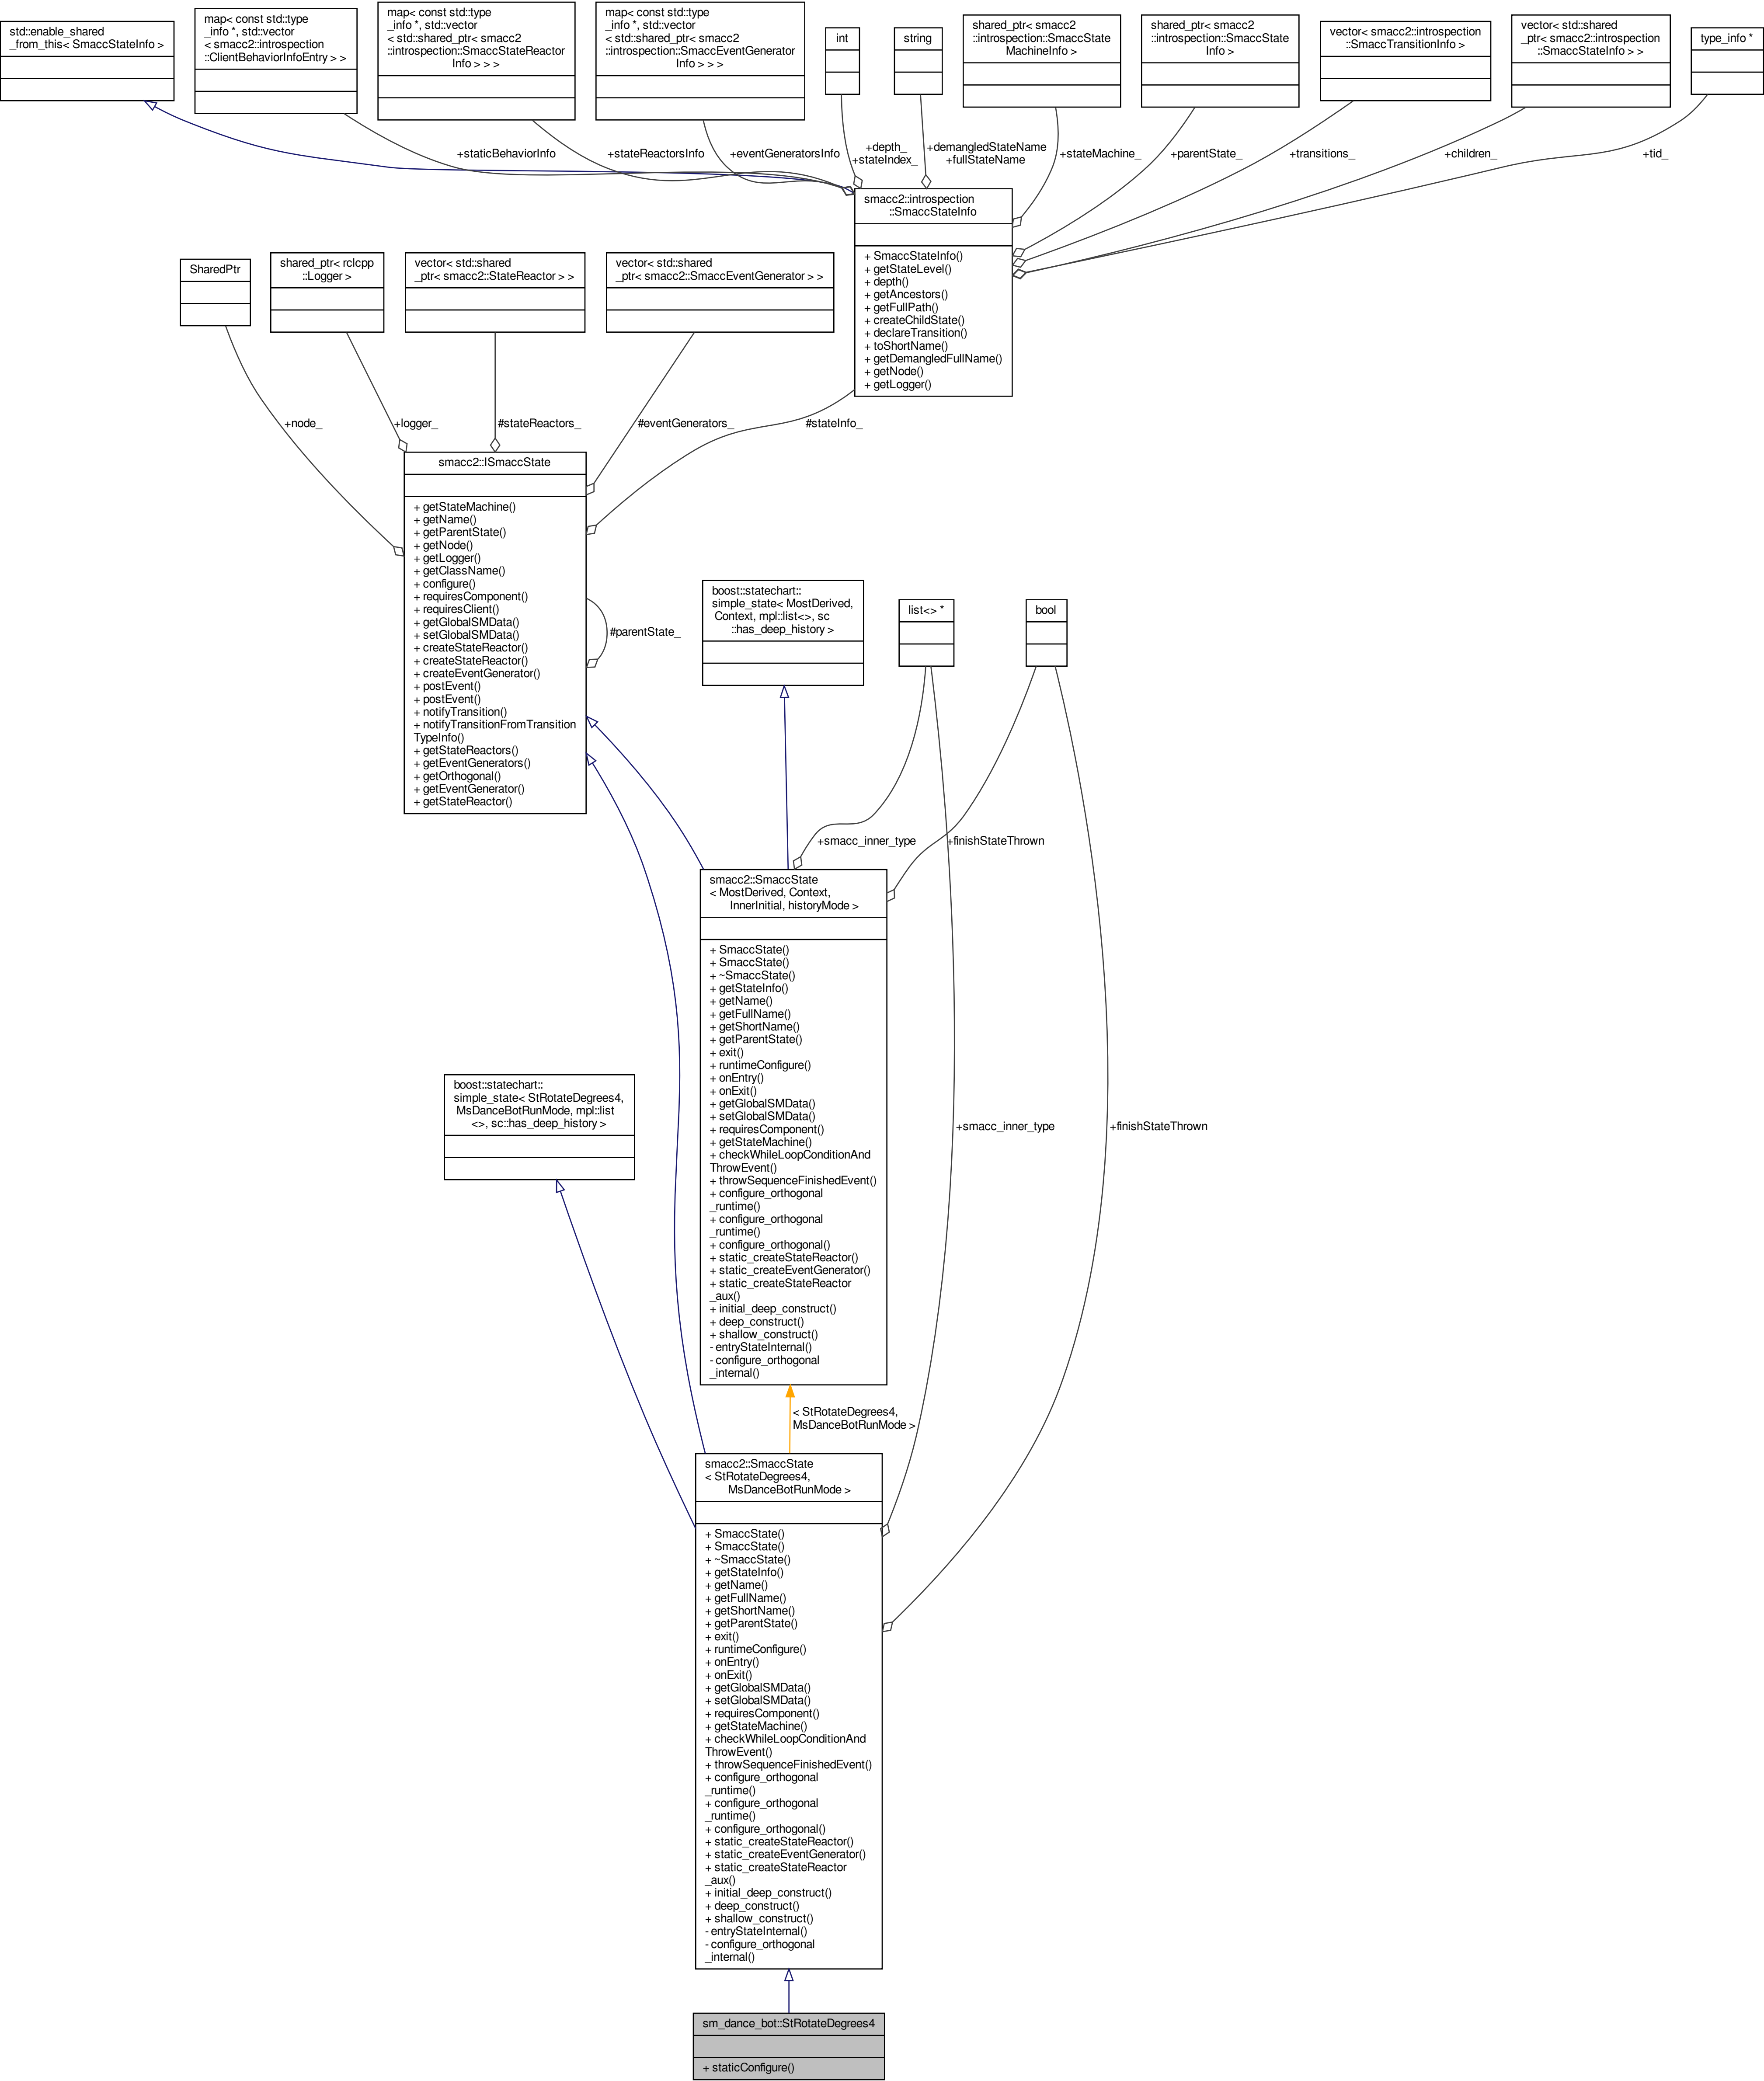 std::enable_shared
_from_this< SmaccStateInfo >
map< const std::type
_info *, std::vector
< smacc2::introspection
::ClientBehaviorInfoEntry > >
map< const std::type
_info *, std::vector
< std::shared_ptr< smacc2
::introspection::SmaccStateReactor
Info > > >
map< const std::type
_info *, std::vector
< std::shared_ptr< smacc2
::introspection::SmaccEventGenerator
Info > > >
int
string
shared_ptr< smacc2
::introspection::SmaccState
MachineInfo >
shared_ptr< smacc2
::introspection::SmaccState
Info >
vector< smacc2::introspection
::SmaccTransitionInfo >
vector< std::shared
_ptr< smacc2::introspection
::SmaccStateInfo > >
type_info *
+staticBehaviorInfo
+stateReactorsInfo
+eventGeneratorsInfo
+depth_
+stateIndex_
+demangledStateName
+fullStateName
+stateMachine_
+parentState_
+transitions_
+children_
+tid_
smacc2::introspection
::SmaccStateInfo
+ SmaccStateInfo()
+ getStateLevel()
+ depth()
+ getAncestors()
+ getFullPath()
+ createChildState()
+ declareTransition()
+ toShortName()
+ getDemangledFullName()
+ getNode()
+ getLogger()
SharedPtr
shared_ptr< rclcpp
::Logger >
vector< std::shared
_ptr< smacc2::StateReactor > >
vector< std::shared
_ptr< smacc2::SmaccEventGenerator > >
+node_
+logger_
#stateReactors_
#eventGenerators_
#stateInfo_
smacc2::ISmaccState
+ getStateMachine()
+ getName()
+ getParentState()
+ getNode()
+ getLogger()
+ getClassName()
+ configure()
+ requiresComponent()
+ requiresClient()
+ getGlobalSMData()
+ setGlobalSMData()
+ createStateReactor()
+ createStateReactor()
+ createEventGenerator()
+ postEvent()
+ postEvent()
+ notifyTransition()
+ notifyTransitionFromTransition
TypeInfo()
+ getStateReactors()
+ getEventGenerators()
+ getOrthogonal()
+ getEventGenerator()
+ getStateReactor()
#parentState_
boost::statechart::
simple_state< MostDerived,
Context, mpl::list<>, sc
::has_deep_history >
list<> *
bool
+smacc_inner_type
+finishStateThrown
smacc2::SmaccState
< MostDerived, Context,
InnerInitial, historyMode >
+ SmaccState()
+ SmaccState()
+ ~SmaccState()
+ getStateInfo()
+ getName()
+ getFullName()
+ getShortName()
+ getParentState()
+ exit()
+ runtimeConfigure()
+ onEntry()
+ onExit()
+ getGlobalSMData()
+ setGlobalSMData()
+ requiresComponent()
+ getStateMachine()
+ checkWhileLoopConditionAnd
ThrowEvent()
+ throwSequenceFinishedEvent()
+ configure_orthogonal
_runtime()
+ configure_orthogonal
_runtime()
+ configure_orthogonal()
+ static_createStateReactor()
+ static_createEventGenerator()
+ static_createStateReactor
_aux()
+ initial_deep_construct()
+ deep_construct()
+ shallow_construct()
- entryStateInternal()
- configure_orthogonal
_internal()
boost::statechart::
simple_state< StRotateDegrees4,
MsDanceBotRunMode, mpl::list
<>, sc::has_deep_history >
+smacc_inner_type
+finishStateThrown
< StRotateDegrees4,
MsDanceBotRunMode >
smacc2::SmaccState
< StRotateDegrees4,
MsDanceBotRunMode >
+ SmaccState()
+ SmaccState()
+ ~SmaccState()
+ getStateInfo()
+ getName()
+ getFullName()
+ getShortName()
+ getParentState()
+ exit()
+ runtimeConfigure()
+ onEntry()
+ onExit()
+ getGlobalSMData()
+ setGlobalSMData()
+ requiresComponent()
+ getStateMachine()
+ checkWhileLoopConditionAnd
ThrowEvent()
+ throwSequenceFinishedEvent()
+ configure_orthogonal
_runtime()
+ configure_orthogonal
_runtime()
+ configure_orthogonal()
+ static_createStateReactor()
+ static_createEventGenerator()
+ static_createStateReactor
_aux()
+ initial_deep_construct()
+ deep_construct()
+ shallow_construct()
- entryStateInternal()
- configure_orthogonal
_internal()
sm_dance_bot::StRotateDegrees4
+ staticConfigure()